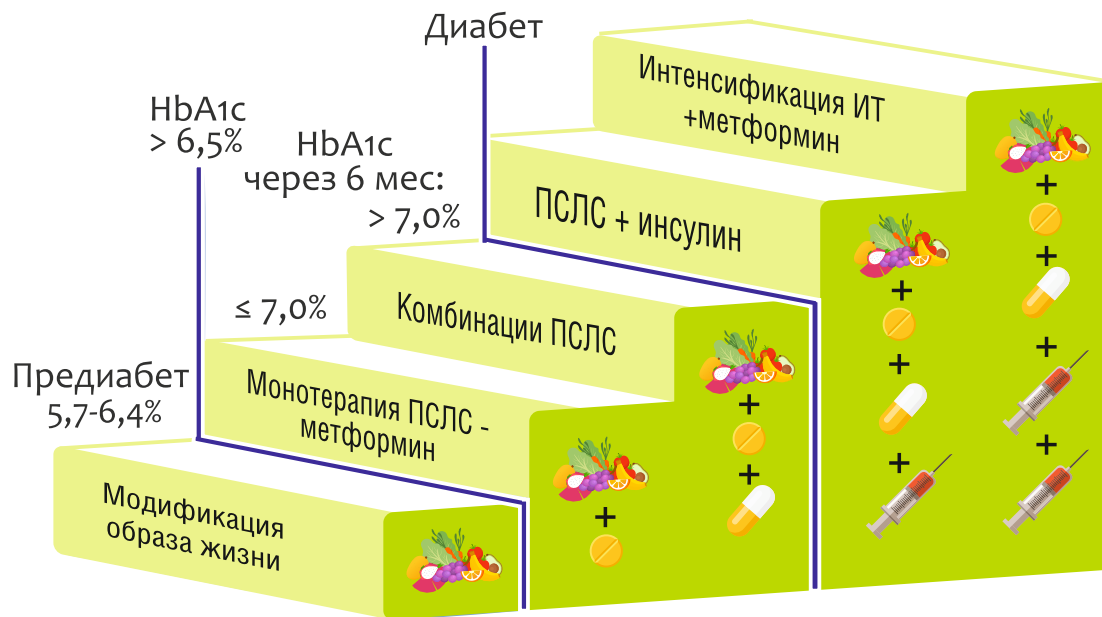 Диабет
HbA1c
> 6,5%
HbA1c
через 6 мес:
> 7,0%
≤ 7,0%
Предиабет
5,7-6,4%
Интенсификация ИТ
+метформин
ПСЛС + инсулин
Комбинации ПСЛС
Монотерапия ПСЛС -
метформин
Модификация
образа жизни
+
+
+
+
+
+
+
+
+
+